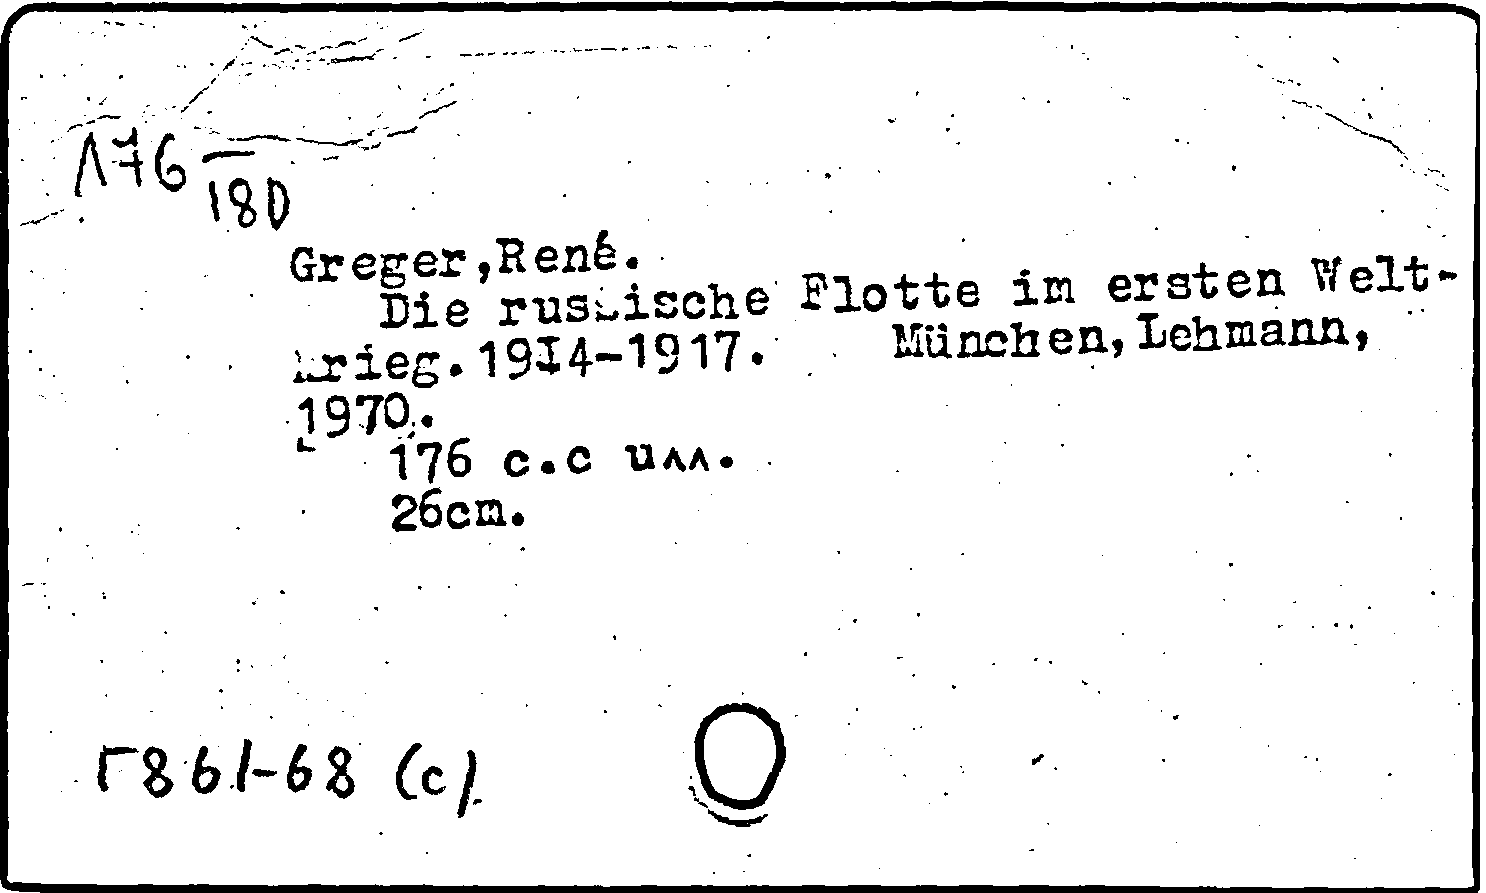 Л76 —
180
Greger,René.
Die russische Flotte im ersten Welt-
krieg.1914-1917. München,Lehmann,
1970.
176 с.с илл.
26cm.
Г861-68 (с)